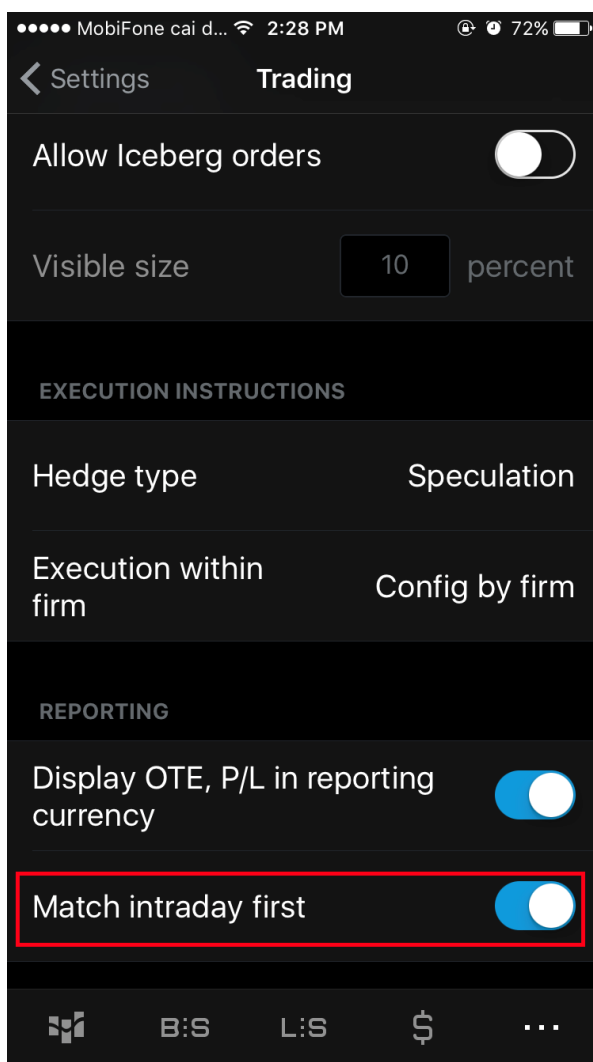 MobiFone cai d... 2:28 PM 72%
Settings Trading
Allow Iceberg orders
Visible size 10 percent
EXECUTION INSTRUCTIONS
Hedge type Speculation
Execution within
firm Config by firm
REPORTING
Display OTE, P/L in reporting
currency
Match intraday first
B:S L:S $ ...